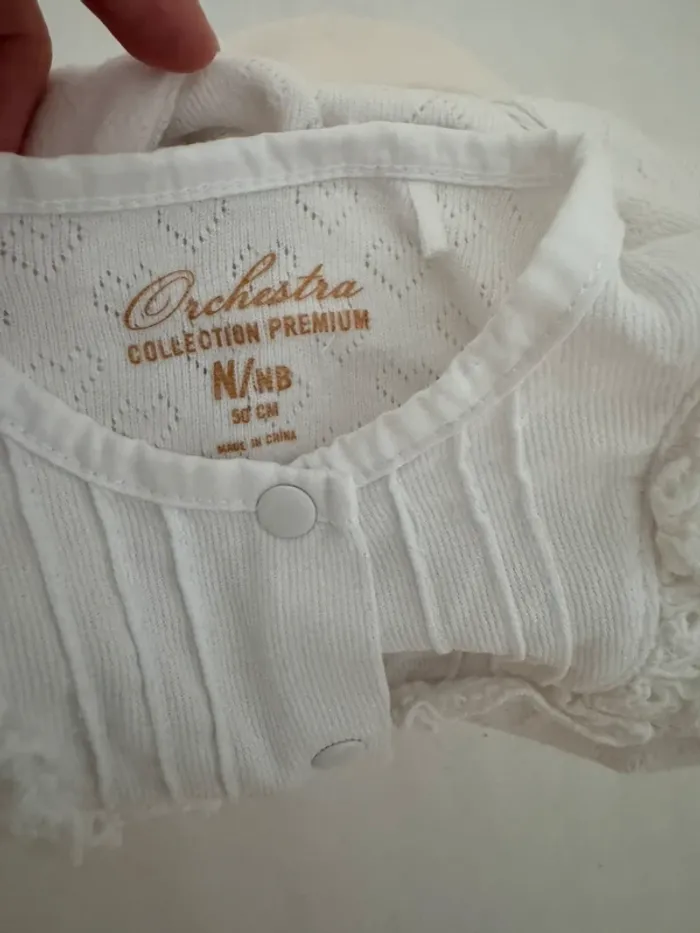 Orchestra
COLLECTION PREMIUM
N/NB
50 CM
MADE IN CHINA